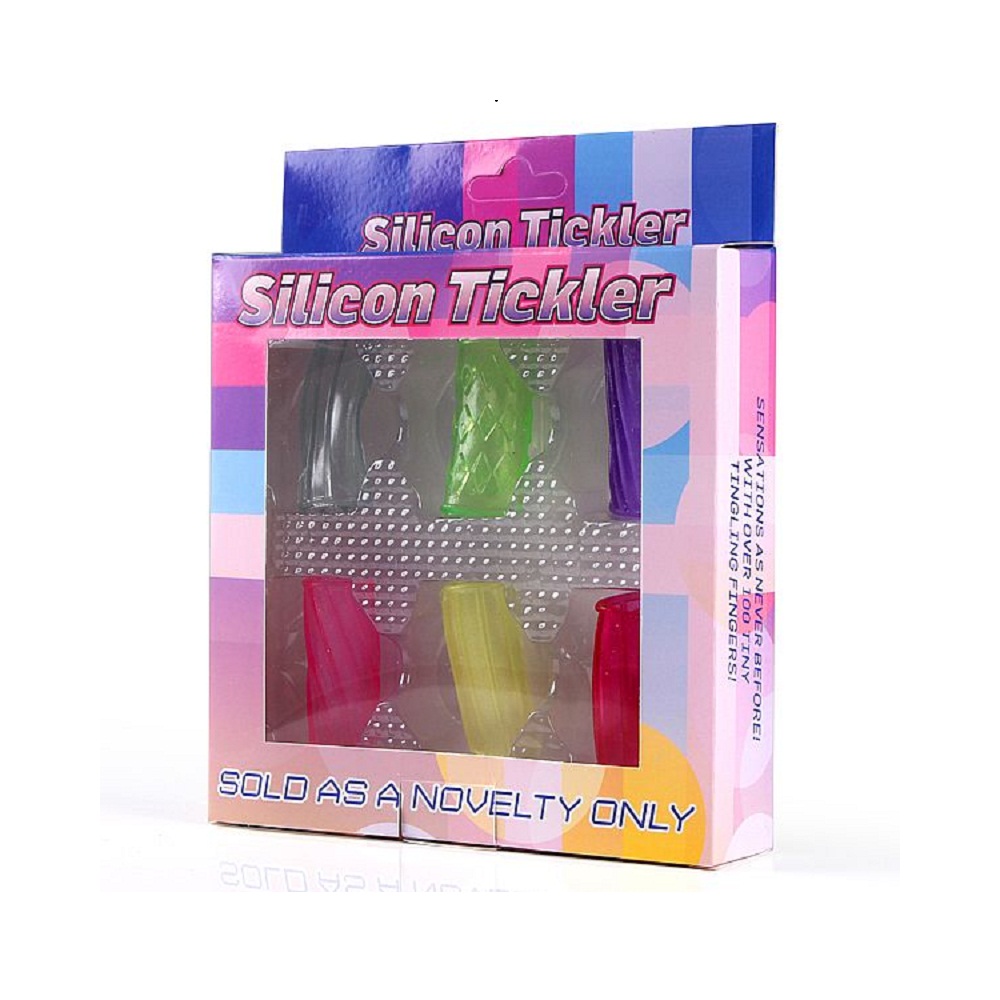 Silicon Tickler
Silicon Tickler
SENSATIONS AS NEVER BEFORE!
WITH OVER 100 TINY
TINGLING FINGERS!
SOLD AS A NOVELTY ONLY